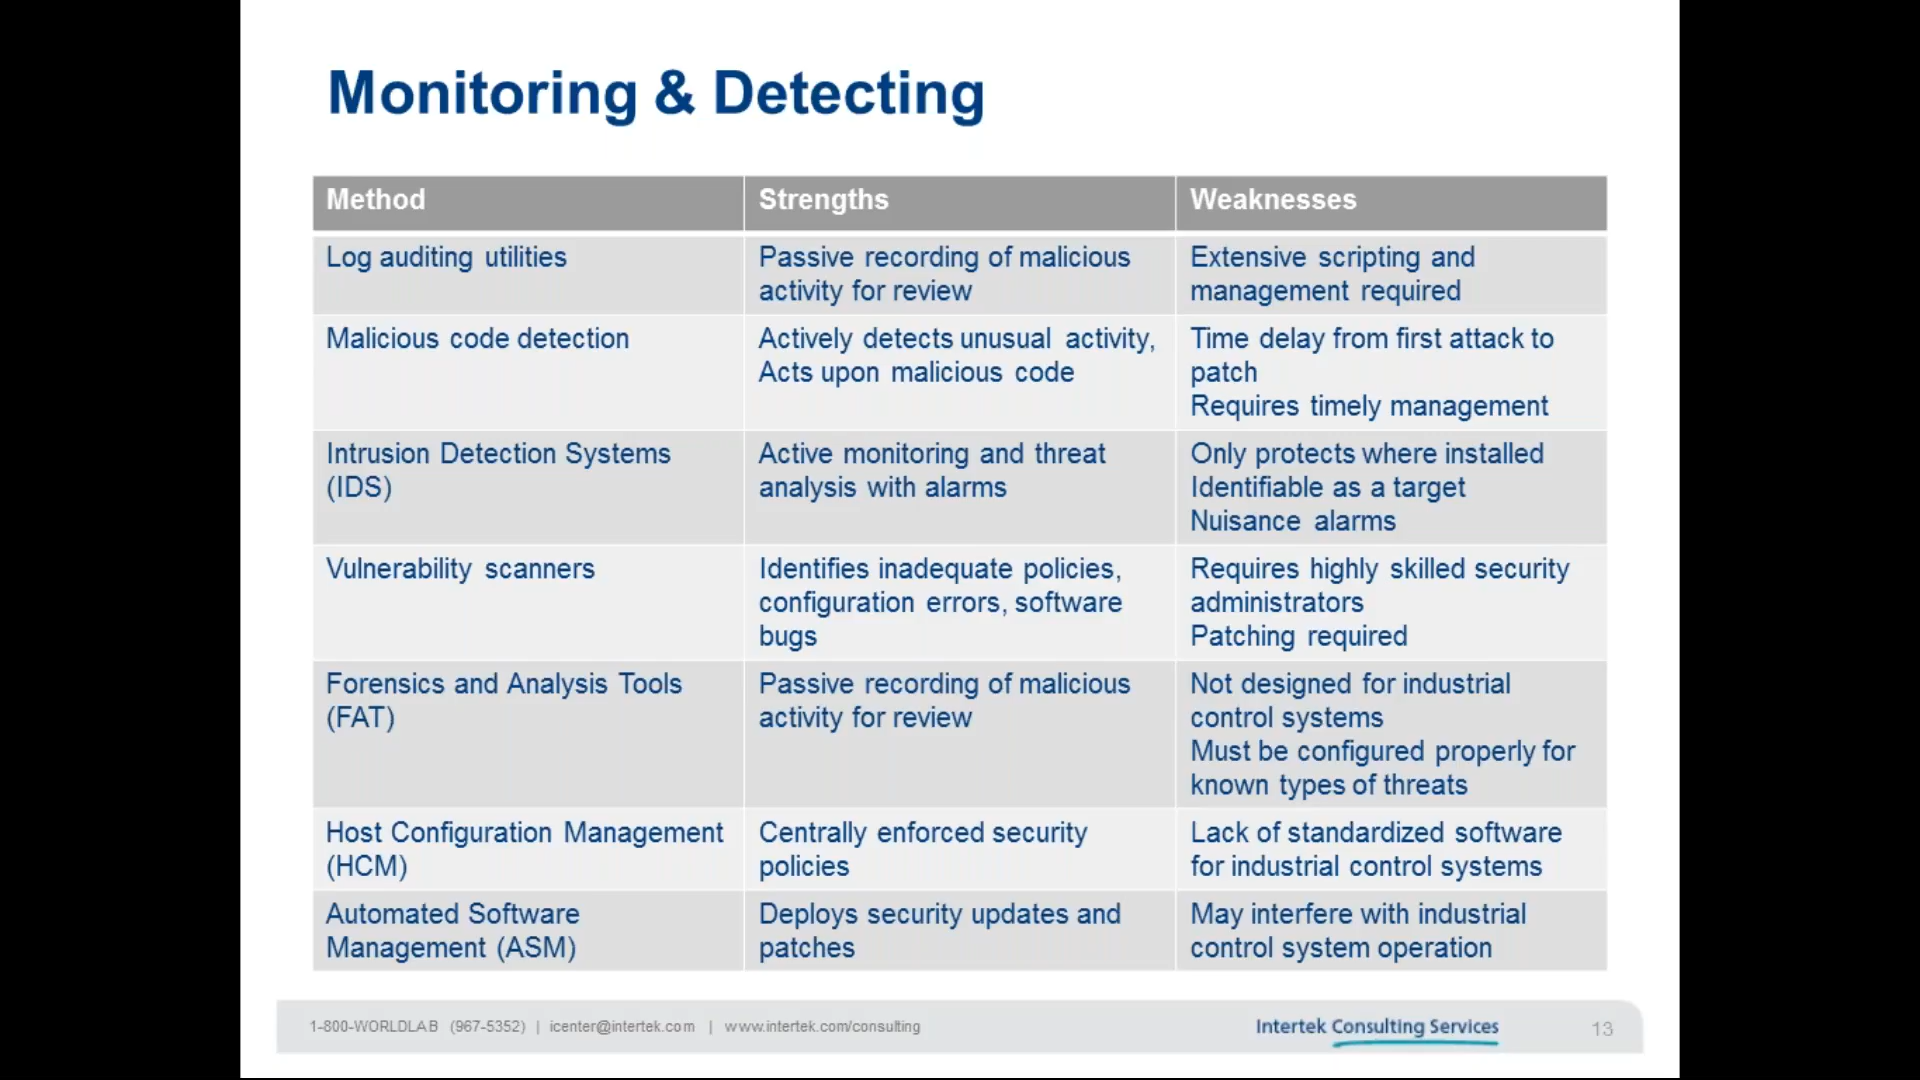 Monitoring & Detecting
Method
Strengths
Weaknesses
Log auditing utilities
Passive recording of malicious
activity for review
Extensive scripting and
management required
Malicious code detection
Actively detects unusual activity,
Acts upon malicious code
Time delay from first attack to
patch
Requires timely management
Intrusion Detection Systems
(IDS)
Active monitoring and threat
analysis with alarms
Only protects where installed
Identifiable as a target
Nuisance alarms
Vulnerability scanners
Identifies inadequate policies,
configuration errors, software
bugs
Requires highly skilled security
administrators
Patching required
Forensics and Analysis Tools
(FAT)
Passive recording of malicious
activity for review
Not designed for industrial
control systems
Must be configured properly for
known types of threats
Host Configuration Management
(HCM)
Centrally enforced security
policies
Lack of standardized software
for industrial control systems
Automated Software
Management (ASM)
Deploys security updates and
patches
May interfere with industrial
control system operation
1-800-WORLDLAB (967-5352) | icenter@intertek.com | www.intertek.com/consulting
Intertek Consulting Services
13